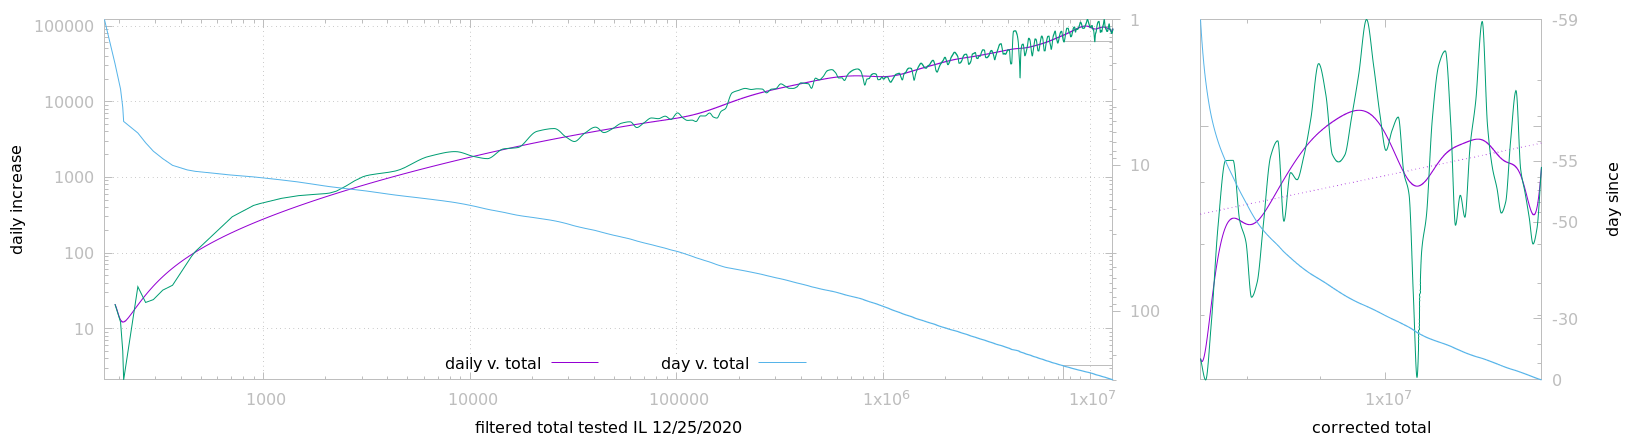 100000
10000
1000
100
10
daily increase
1
10
100
1000
10000
100000
1x10^6
1x10^7
daily v. total
day v. total
filtered total tested IL 12/25/2020
-59
-55
-50
-30
0
day since
1x10^7
corrected total